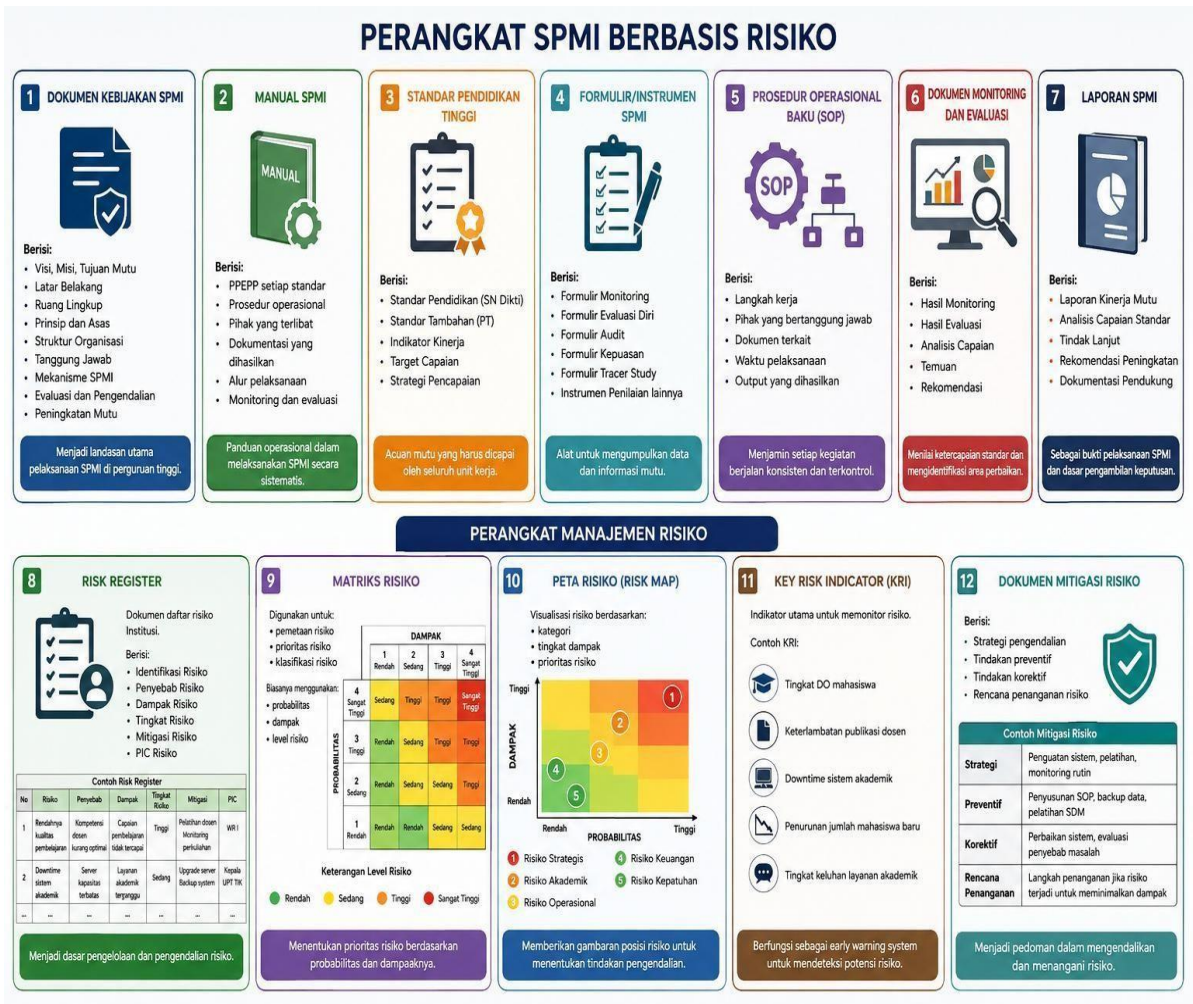 PERANGKAT SPMI BERBASIS RISIKO
1 DOKUMEN KEBIJAKAN SPMI
Berisi:
• Visi, Misi, Tujuan Mutu
• Latar Belakang
• Ruang Lingkup
• Prinsip dan Asas
• Struktur Organisasi
• Tanggung Jawab
• Mekanisme SPMI
• Evaluasi dan Pengendalian
• Peningkatan Mutu
Menjadi landasan utama
pelaksanaan SPMI di perguruan tinggi.
2 MANUAL SPMI
MANUAL
Berisi:
• PPEPP setiap standar
• Prosedur operasional
• Pihak yang terlibat
• Dokumentasi yang
dihasilkan
• Alur pelaksanaan
• Monitoring dan evaluasi
Panduan operasional dalam
melaksanakan SPMI secara
sistematis.
3 STANDAR PENDIDIKAN
TINGGI
Berisi:
• Standar Pendidikan (SN Dikti)
• Standar Tambahan (PT)
• Indikator Kinerja
• Target Capaian
• Strategi Pencapaian
Acuan mutu yang harus dicapai
oleh seluruh unit kerja.
4 FORMULIR/INSTRUMEN
SPMI
Berisi:
• Formulir Monitoring
• Formulir Evaluasi Diri
• Formulir Audit
• Formulir Kepuasan
• Formulir Tracer Study
• Instrumen Penilaian lainnya
Alat untuk mengumpulkan data
dan informasi mutu.
5 PROSEDUR OPERASIONAL
BAKU (SOP)
SOP
Berisi:
• Langkah kerja
• Pihak yang bertanggung jawab
• Dokumen terkait
• Waktu pelaksanaan
• Output yang dihasilkan
Menjamin setiap kegiatan
berjalan konsisten dan terkontrol.
6 DOKUMEN MONITORING
DAN EVALUASI
Berisi:
• Hasil Monitoring
• Hasil Evaluasi
• Analisis Capaian
• Temuan
• Rekomendasi
Menilai ketercapaian standar dan
mengidentifikasi area perbaikan.
7 LAPORAN SPMI
Berisi:
• Laporan Kinerja Mutu
• Analisis Capaian Standar
• Tindak Lanjut
• Rekomendasi Peningkatan
• Dokumentasi Pendukung
Sebagai bukti pelaksanaan SPMI
dan dasar pengambilan keputusan.
PERANGKAT MANAJEMEN RISIKO
8 RISK REGISTER
Dokumen daftar risiko
Institusi.
Berisi:
• Identifikasi Risiko
• Penyebab Risiko
• Dampak Risiko
• Tingkat Risiko
• Mitigasi Risiko
• PIC Risiko
Contoh Risk Register
No Risiko Penyebab Dampak Tingkat Risiko Mitigasi PIC
1 Rendahnya kualitas pembelajaran Kompetensi dosen kurang optimal Capaian pembelajaran tidak tercapai Tinggi Pelatihan dosen Monitoring perkuliahan WR I
2 Downtime sistem akademik Server kapasitas terbatas Layanan akademik terganggu Sedang Upgrade server Backup system Kepala UPT TIK
... ... ... ... ... ... ...
Menjadi dasar pengelolaan dan pengendalian risiko.
9 MATRIKS RISIKO
Digunakan untuk:
• pemetaan risiko
• prioritas risiko
• klasifikasi risiko
Biasanya menggunakan:
• probabilitas
• dampak
• level risiko
DAMPAK
1 Rendah 2 Sedang 3 Tinggi 4 Sangat Tinggi
PROBABILITAS
4 Sangat Tinggi Sedang Tinggi Tinggi Sangat Tinggi
3 Tinggi Rendah Sedang Tinggi Tinggi
2 Sedang Rendah Sedang Sedang Tinggi
1 Rendah Rendah Rendah Sedang Sedang
Keterangan Level Risiko
Rendah Sedang Tinggi Sangat Tinggi
Menentukan prioritas risiko berdasarkan
probabilitas dan dampaknya.
10 PETA RISIKO (RISK MAP)
Visualisasi risiko berdasarkan:
• kategori
• tingkat dampak
• prioritas risiko
Tinggi
DAMPAK
Rendah
1
2
3
4
5
Rendah Tinggi
PROBABILITAS
1 Risiko Strategis
2 Risiko Akademik
3 Risiko Operasional
4 Risiko Keuangan
5 Risiko Kepatuhan
Memberikan gambaran posisi risiko untuk
menentukan tindakan pengendalian.
11 KEY RISK INDICATOR (KRI)
Indikator utama untuk memonitor risiko.
Contoh KRI:
Tingkat DO mahasiswa
Keterlambatan publikasi dosen
Downtime sistem akademik
Penurunan jumlah mahasiswa baru
Tingkat keluhan layanan akademik
Berfungsi sebagai early warning system
untuk mendeteksi potensi risiko.
12 DOKUMEN MITIGASI RISIKO
Berisi:
• Strategi pengendalian
• Tindakan preventif
• Tindakan korektif
• Rencana penanganan risiko
Contoh Mitigasi Risiko
Strategi Penguatan sistem, pelatihan, monitoring rutin
Preventif Penyusunan SOP, backup data, pelatihan SDM
Korektif Perbaikan sistem, evaluasi penyebab masalah
Rencana Penanganan Langkah penanganan jika risiko terjadi untuk meminimalkan dampak
Menjadi pedoman dalam mengendalikan
dan menangani risiko.